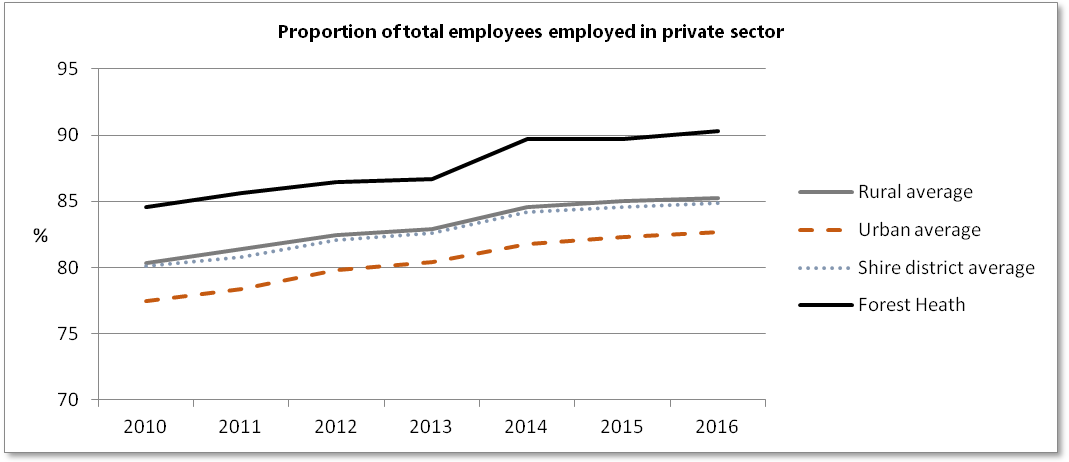 Proportion of total employees employed in private sector
95
90
85
%
80
75
70
2010 2011 2012 2013 2014 2015 2016
Rural average
Urban average
Shire district average
Forest Heath